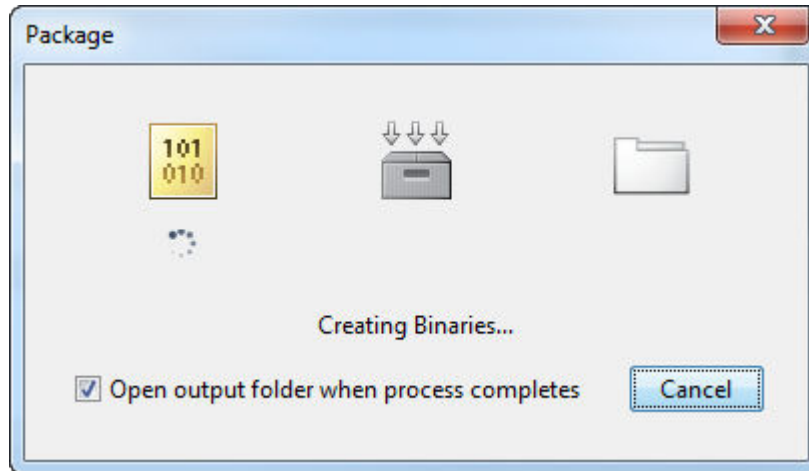 Package
101
010
Creating Binaries...
Open output folder when process completes
Cancel